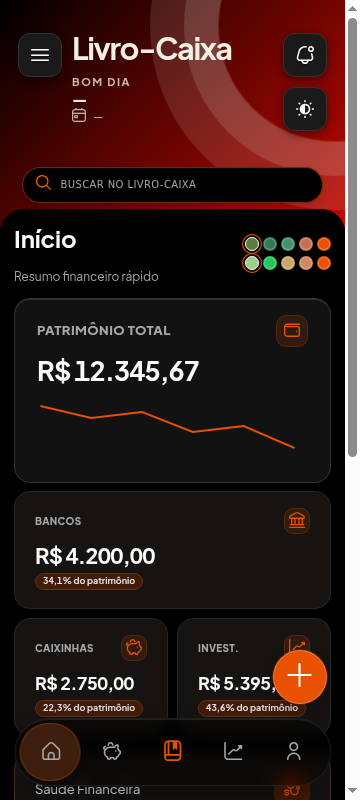 Livro-Caixa
BOM DIA
—
—
BUSCAR NO LIVRO-CAIXA
Início
Resumo financeiro rápido
PATRIMÔNIO TOTAL
R$ 12.345,67
BANCOS
R$ 4.200,00
34,1% do patrimônio
CAIXINHAS
R$ 2.750,00
22,3% do patrimônio
INVEST.
R$ 5.395,
43,6% do patrimônio
Saúde Financeira